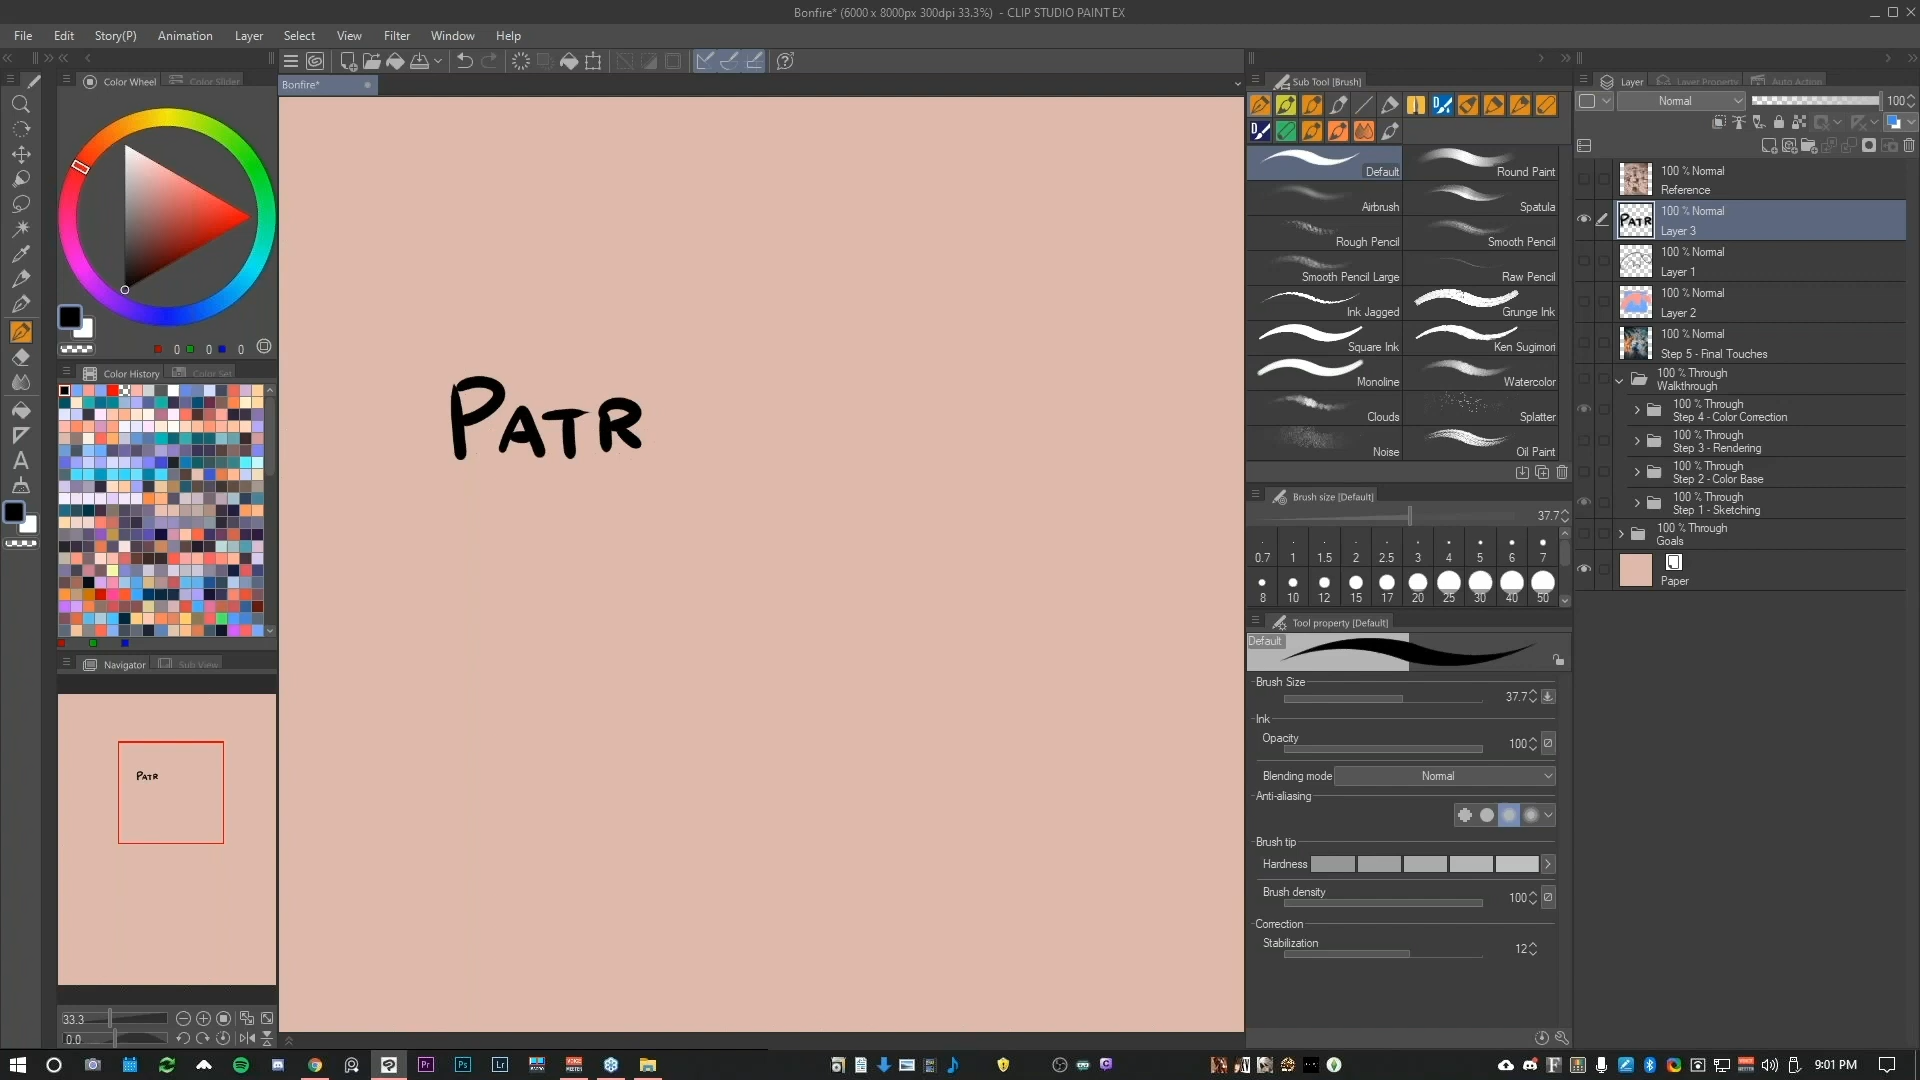 Bonfire* (6000 x 8000px 300dpi 33.3%) - CLIP STUDIO PAINT EX
File Edit Story(P) Animation Layer Select View Filter Window Help
Color Wheel Color Slider
Bonfire*
Sub Tool [Brush]
Layer Layer Property Auto Action
Normal 100
Default Round Paint
Airbrush Spatula
Rough Pencil Smooth Pencil
Smooth Pencil Large Raw Pencil
Ink Jagged Grunge Ink
Square Ink Ken Sugimori
Monoline Watercolor
Clouds Splatter
Noise Oil Paint
0 0 0
Color History Color Set
PATR
Navigator Sub View
PATR
33.3
0.0
Brush size [Default]
37.7
0.7 1 1.5 2 2.5 3 4 5 6 7
8 10 12 15 17 20 25 30 40 50
Tool property [Default]
Default
Brush Size
37.7
Ink
Opacity 100
Blending mode Normal
Anti-aliasing
Brush tip
Hardness
Brush density 100
Correction
Stabilization 12
100 % Normal
Reference
PATR
100 % Normal
Layer 3
100 % Normal
Layer 1
100 % Normal
Layer 2
100 % Normal
Step 5 - Final Touches
100 % Through
Walkthrough
100 % Through
Step 4 - Color Correction
100 % Through
Step 3 - Rendering
100 % Through
Step 2 - Color Base
100 % Through
Step 1 - Sketching
100 % Through
Goals
Paper
Pr Ps Lr
9:01 PM